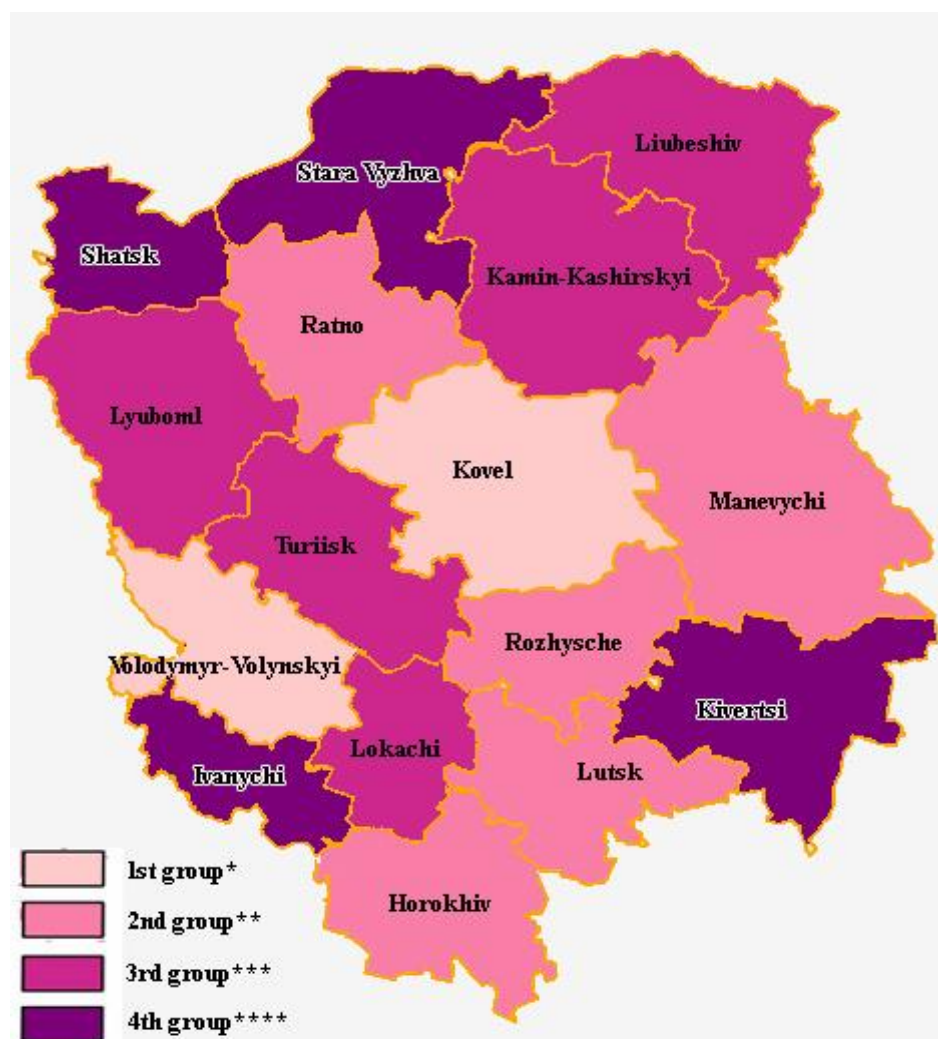 Liubeshiv
Stara Vyzhva
Shatsk
Kamin-Kashirskyi
Ratno
Lyuboml
Kovel
Manevychi
Turiisk
Rozhysche
Volodymyr-Volynskyi
Kivertsi
Lokachi
Ivanychi
Lutsk
Horokhiv
1st group*
2nd group**
3rd group***
4th group****